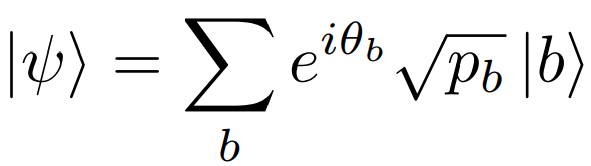 |ψ⟩ = ∑_b e^{iθ_b} √p_b |b⟩